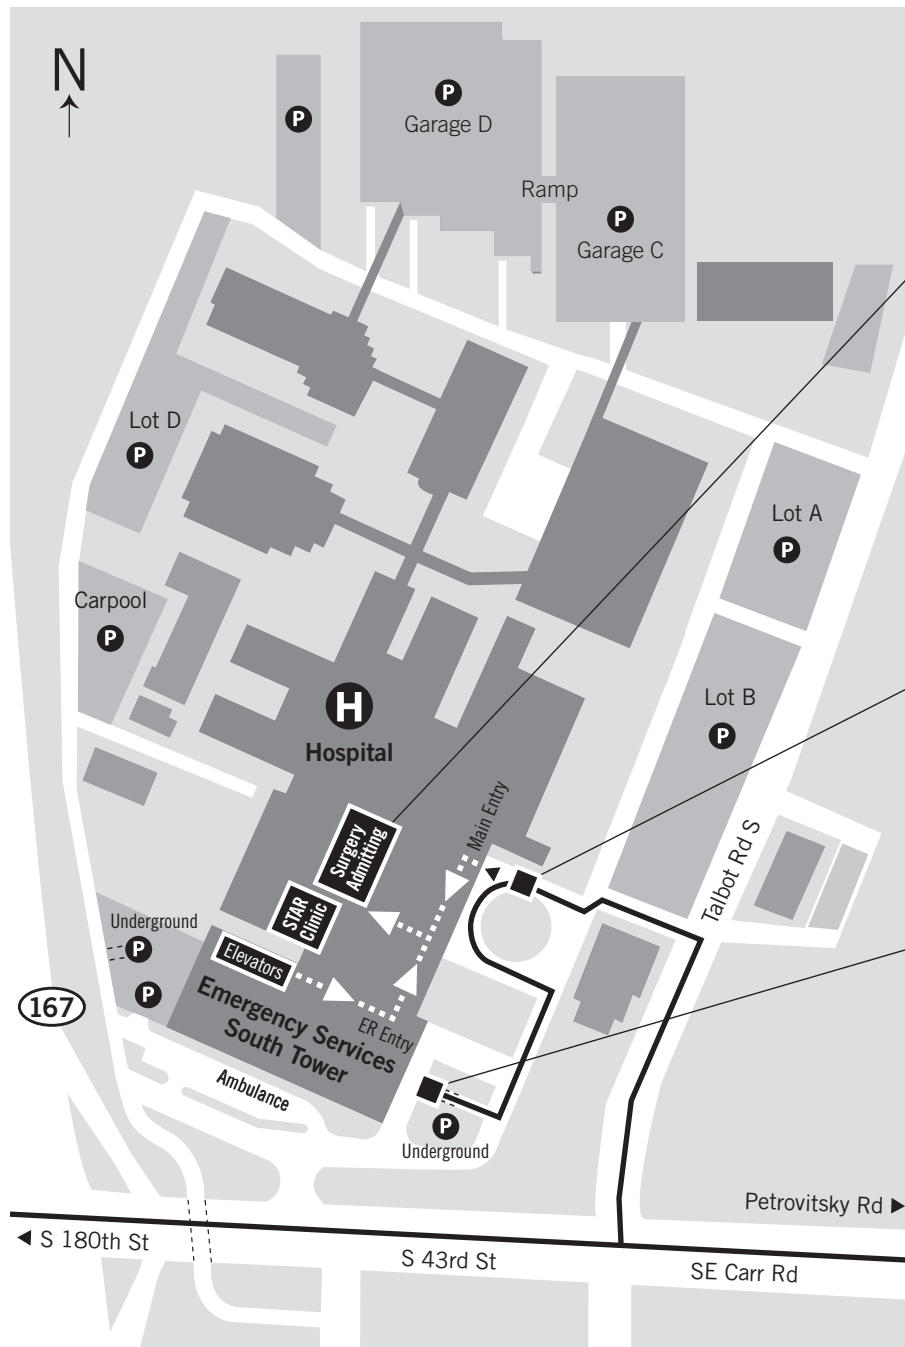 N
P
P
Garage D
Ramp
P
Garage C
Lot D
P
Lot A
P
Carpool
P
Lot B
P
H
Hospital
Main Entry
Surgery
Admitting
STAR
Clinic
Talbot Rd S
Underground
P
P
Elevators
167
Emergency Services
South Tower
ER Entry
Ambulance
P
Underground
Petrovitsky Rd
S 180th St
S 43rd St
SE Carr Rd